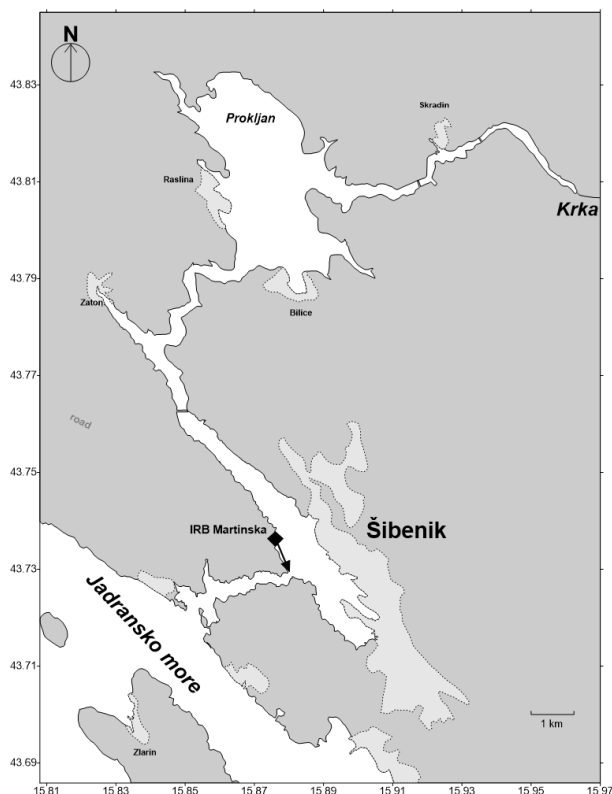 N
43.83
43.81
43.79
43.77
43.75
43.73
43.71
43.69
Prokljan
Skradin
Raslina
Krka
Zaton
Bilice
road
IRB Martinska
Šibenik
Jadransko more
Zlarin
1 km
15.81
15.83
15.85
15.87
15.89
15.91
15.93
15.95
15.97